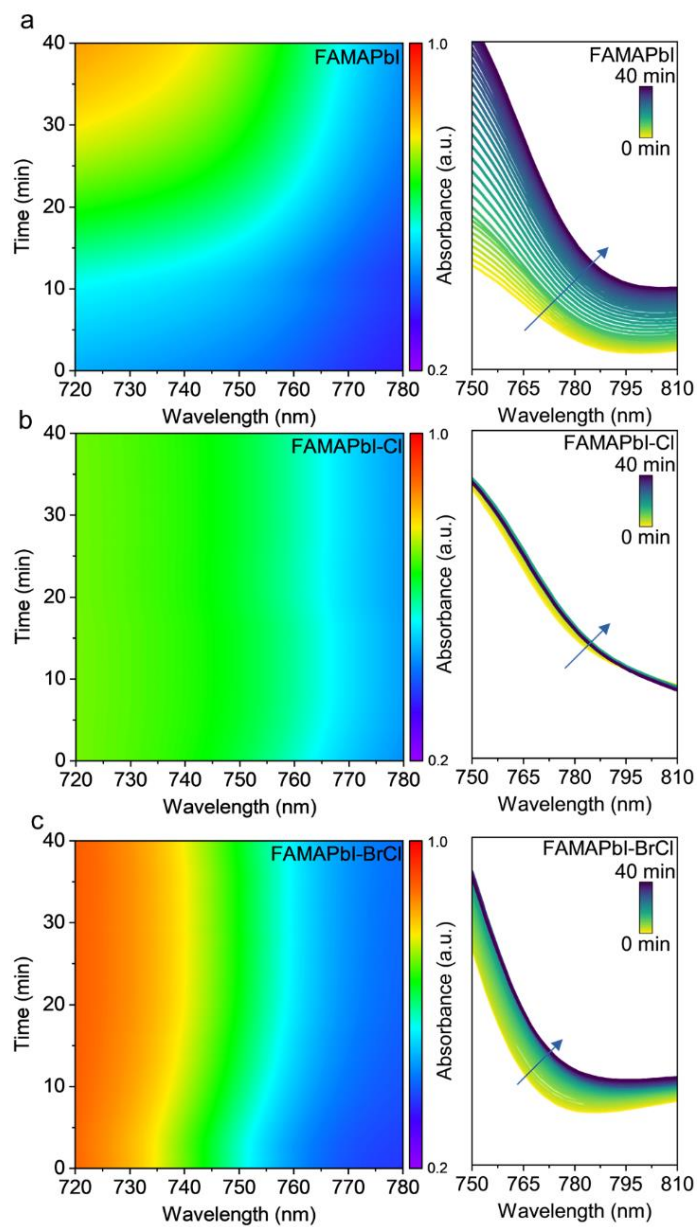 a
40
30
20
10
0
Time (min)
FAMAPbI
720 730 740 750 760 770 780
Wavelength (nm)
1.0
0.2
Absorbance (a.u.)
FAMAPbI
40 min
0 min
750 765 780 795 810
Wavelength (nm)
b
40
30
20
10
0
Time (min)
FAMAPbI-Cl
720 730 740 750 760 770 780
Wavelength (nm)
1.0
0.2
Absorbance (a.u.)
FAMAPbI-Cl
40 min
0 min
750 765 780 795 810
Wavelength (nm)
c
40
30
20
10
0
Time (min)
FAMAPbI-BrCl
720 730 740 750 760 770 780
Wavelength (nm)
1.0
0.2
Absorbance (a.u.)
FAMAPbI-BrCl
40 min
0 min
750 765 780 795 810
Wavelength (nm)